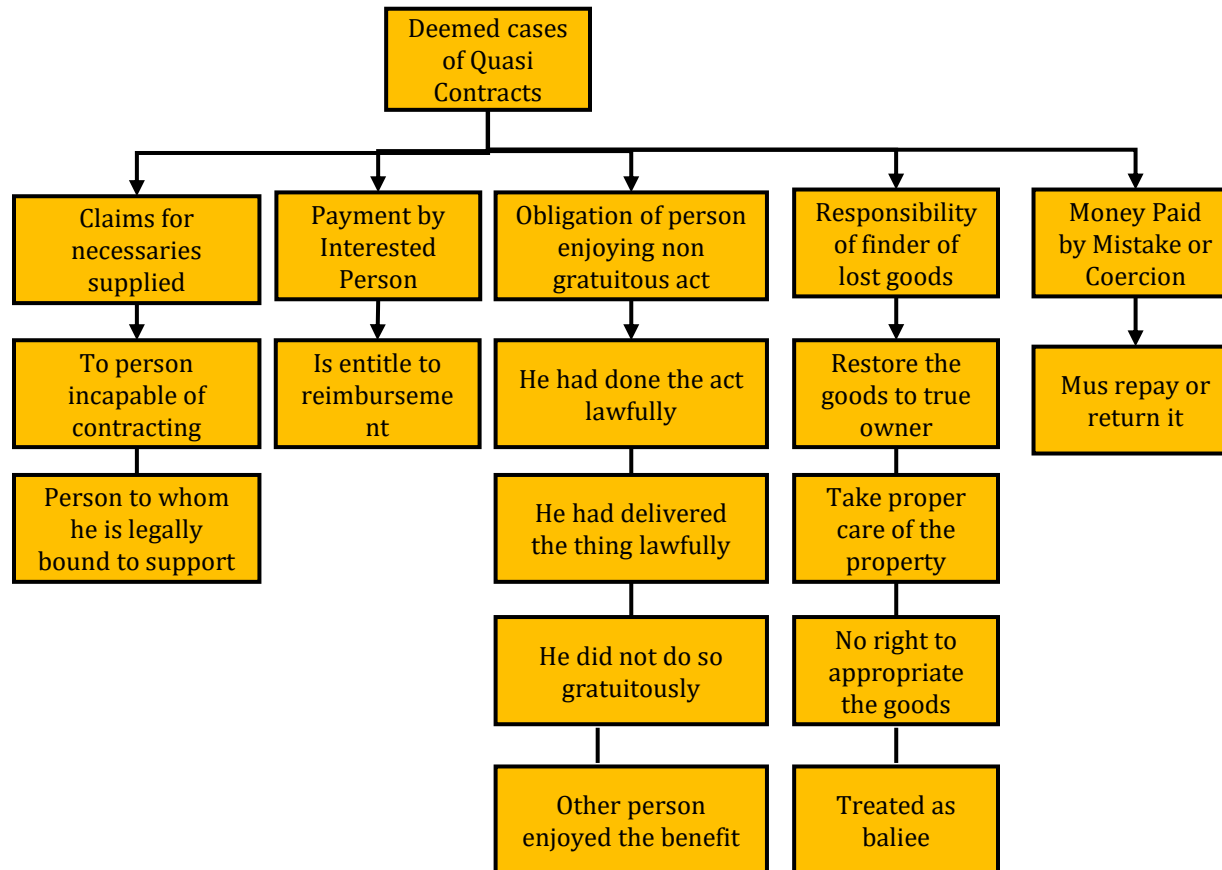 Deemed cases
of Quasi
Contracts
Claims for
necessaries
supplied
Payment by
Interested
Person
Obligation of person
enjoying non
gratuitous act
Responsibility
of finder of
lost goods
Money Paid
by Mistake or
Coercion
To person
incapable of
contracting
Is entitle to
reimburseme
nt
He had done the act
lawfully
Restore the
goods to true
owner
Mus repay or
return it
Person to whom
he is legally
bound to support
He had delivered
the thing lawfully
Take proper
care of the
property
He did not do so
gratuitously
No right to
appropriate
the goods
Other person
enjoyed the benefit
Treated as
baliee